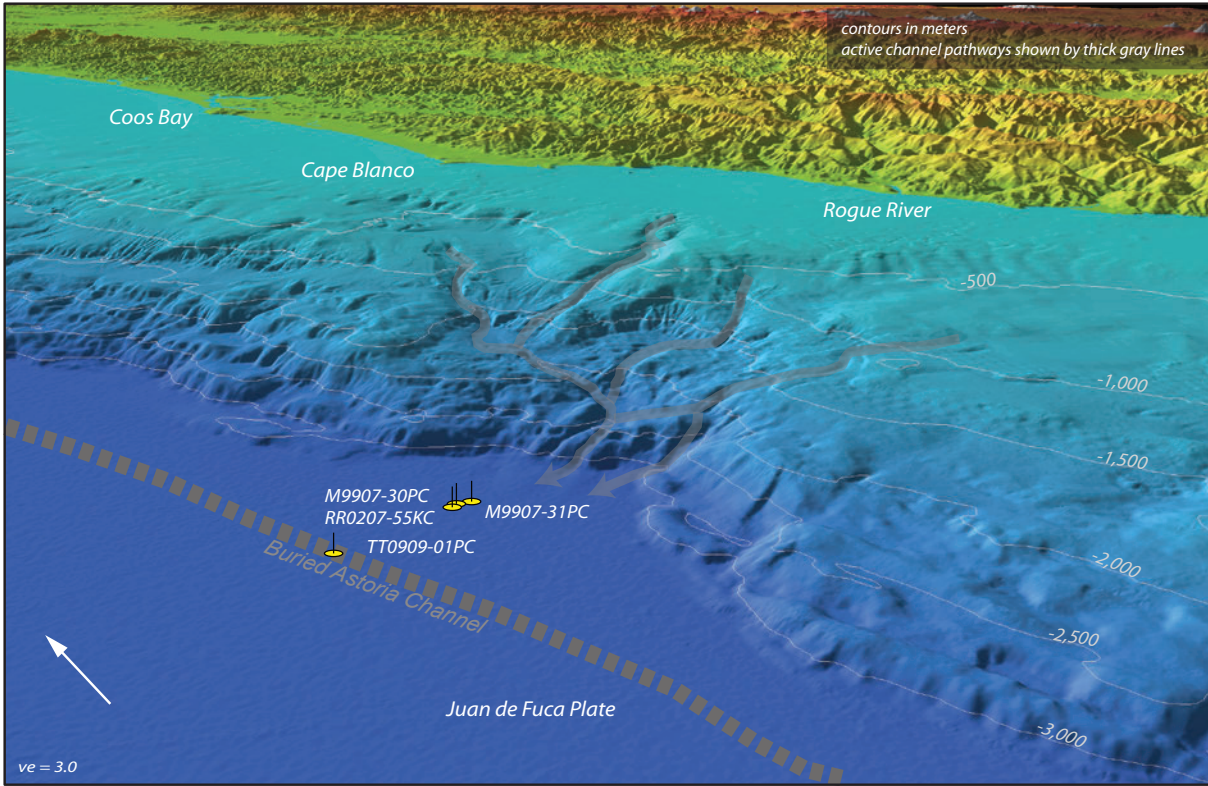 contours in meters
active channel pathways shown by thick gray lines
Coos Bay
Cape Blanco
Rogue River
-500
-1,000
-1,500
M9907-30PC
RR0207-55KC
M9907-31PC
TT0909-01PC
Buried Astoria Channel
-2,000
-2,500
Juan de Fuca Plate
-3,000
ve = 3.0